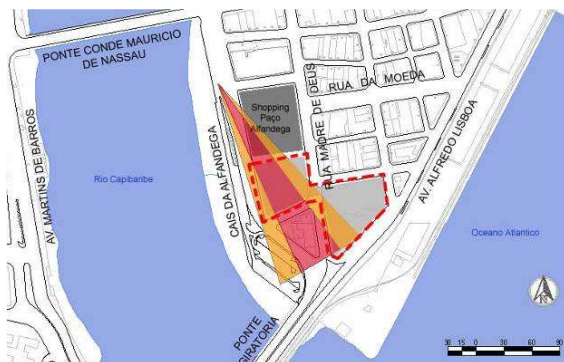 PONTE CONDE MAURICIO
DE NASSAU
AV. MARTINS DE BARROS
Rio Capibaribe
CAIS DA ALFANDEGA
Shopping
Paço
Alfandega
RUA MADRE DE DEUS
RUA DA MOEDA
AV. ALFREDO LISBOA
Oceano Atlantico
PONTE
GIRATORIA
N
30 15 0 30 60 90